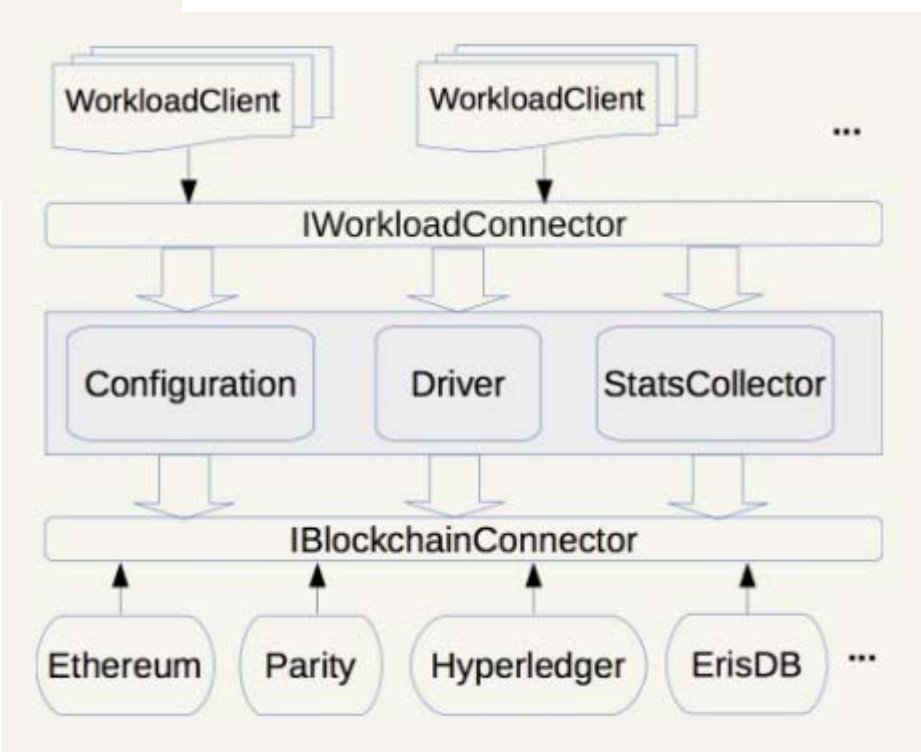 WorkloadClient
WorkloadClient
...
IWorkloadConnector
Configuration
Driver
StatsCollector
IBlockchainConnector
Ethereum
Parity
Hyperledger
ErisDB
...